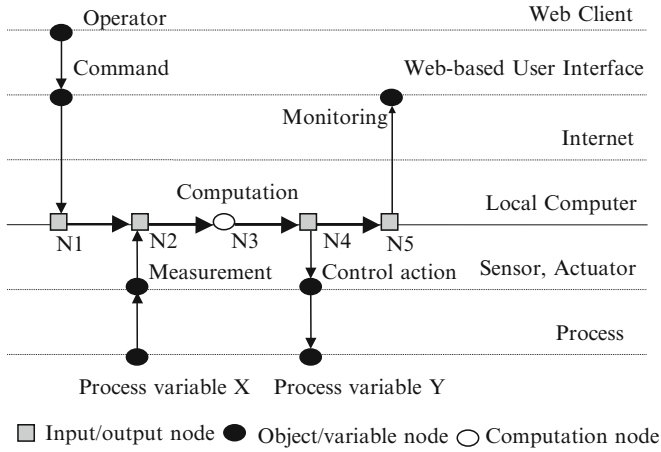 Web Client
Operator
Command
Web-based User Interface
Monitoring
Internet
Computation
Local Computer
N1
N2
N3
N4
N5
Measurement
Control action
Sensor, Actuator
Process
Process variable X
Process variable Y
Input/output node
Object/variable node
Computation node